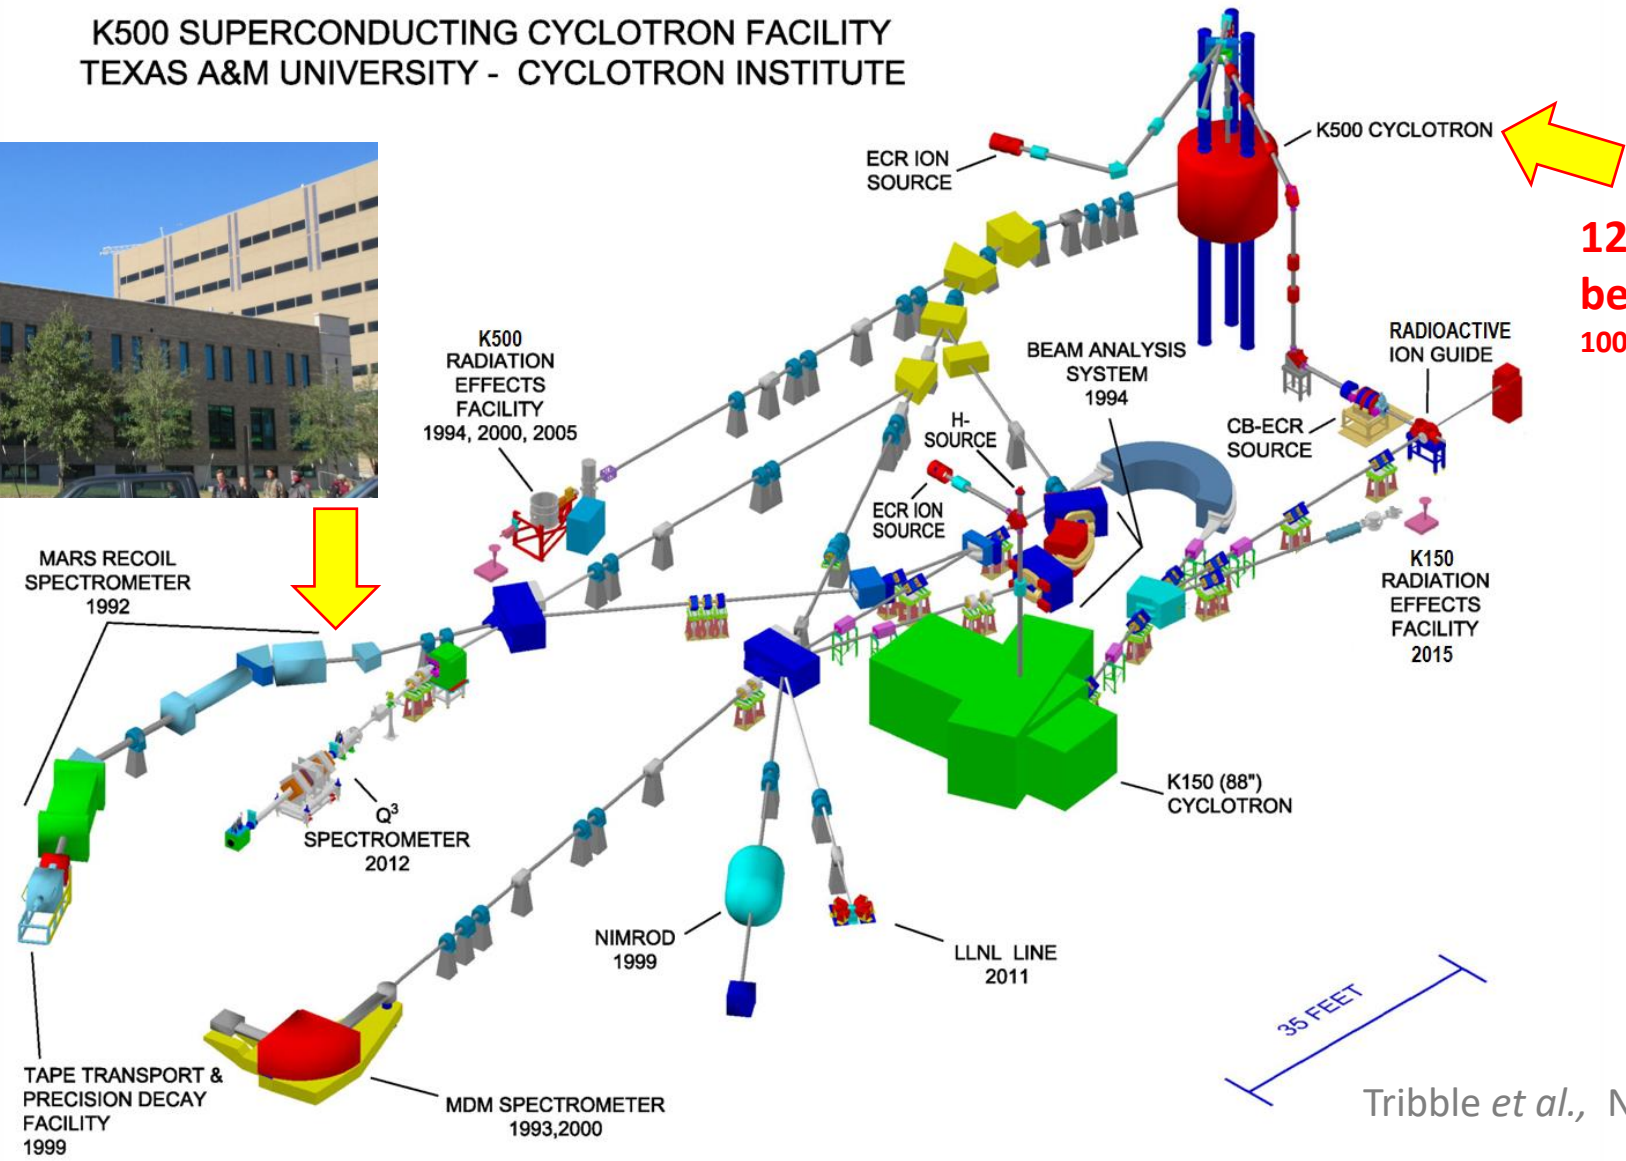 K500 SUPERCONDUCTING CYCLOTRON FACILITY
TEXAS A&M UNIVERSITY - CYCLOTRON INSTITUTE
ECR ION
SOURCE
K500 CYCLOTRON
12
be
100
K500
RADIATION
EFFECTS
FACILITY
1994, 2000, 2005
BEAM ANALYSIS
SYSTEM
1994
RADIOACTIVE
ION GUIDE
H-
SOURCE
CB-ECR
SOURCE
ECR ION
SOURCE
MARS RECOIL
SPECTROMETER
1992
K150
RADIATION
EFFECTS
FACILITY
2015
K150 (88")
CYCLOTRON
Q³
SPECTROMETER
2012
NIMROD
1999
LLNL LINE
2011
35 FEET
TAPE TRANSPORT &
PRECISION DECAY
FACILITY
1999
MDM SPECTROMETER
1993,2000
Tribble et al., N